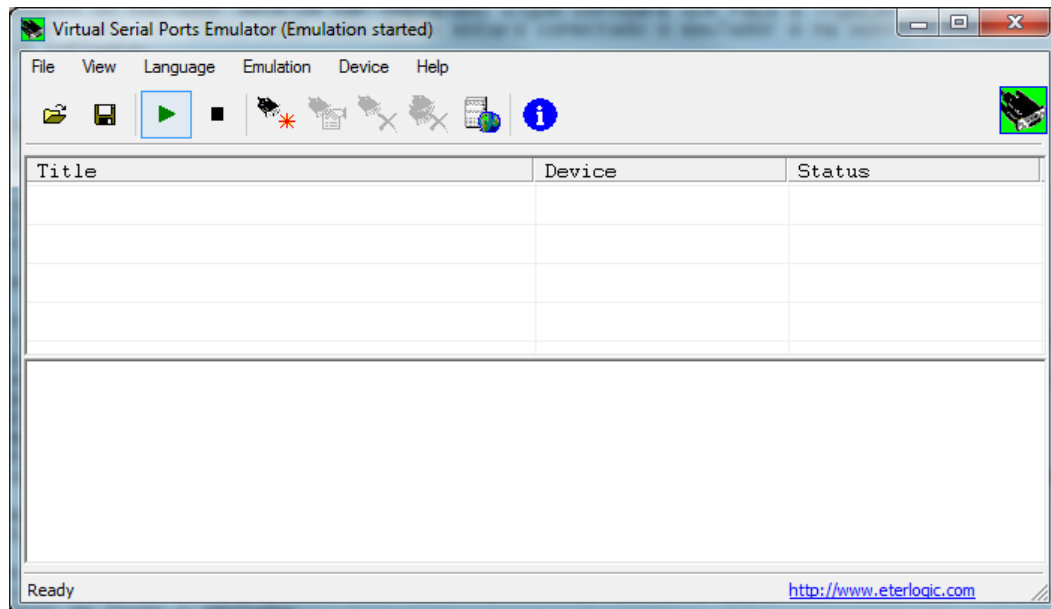 Virtual Serial Ports Emulator (Emulation started)
File View Language Emulation Device Help
Title Device Status
Ready http://www.eterlogic.com